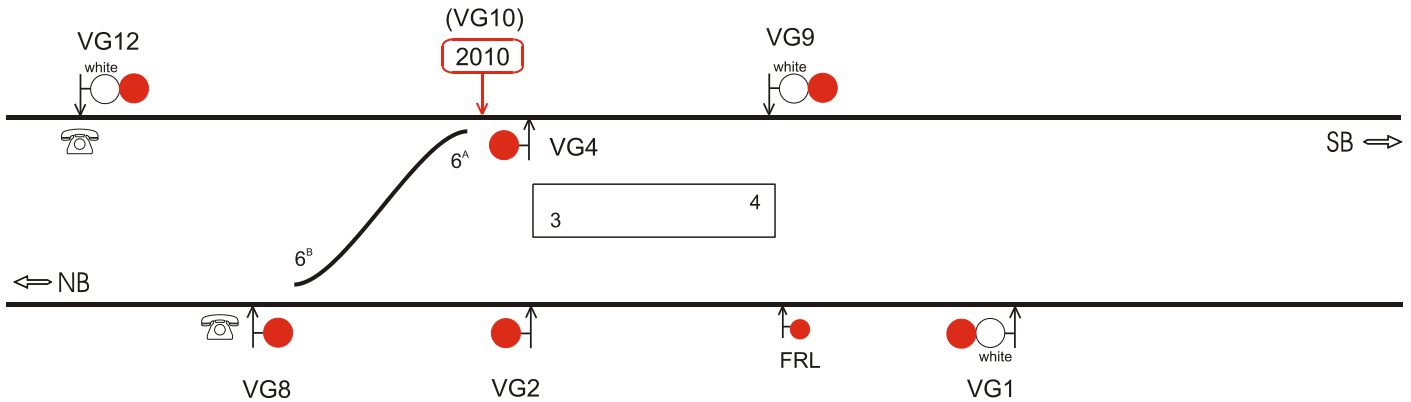 (VG10)
2010
VG12
white
VG9
white
VG4
SB
6A
4
3
6B
NB
VG8
VG2
FRL
VG1
white